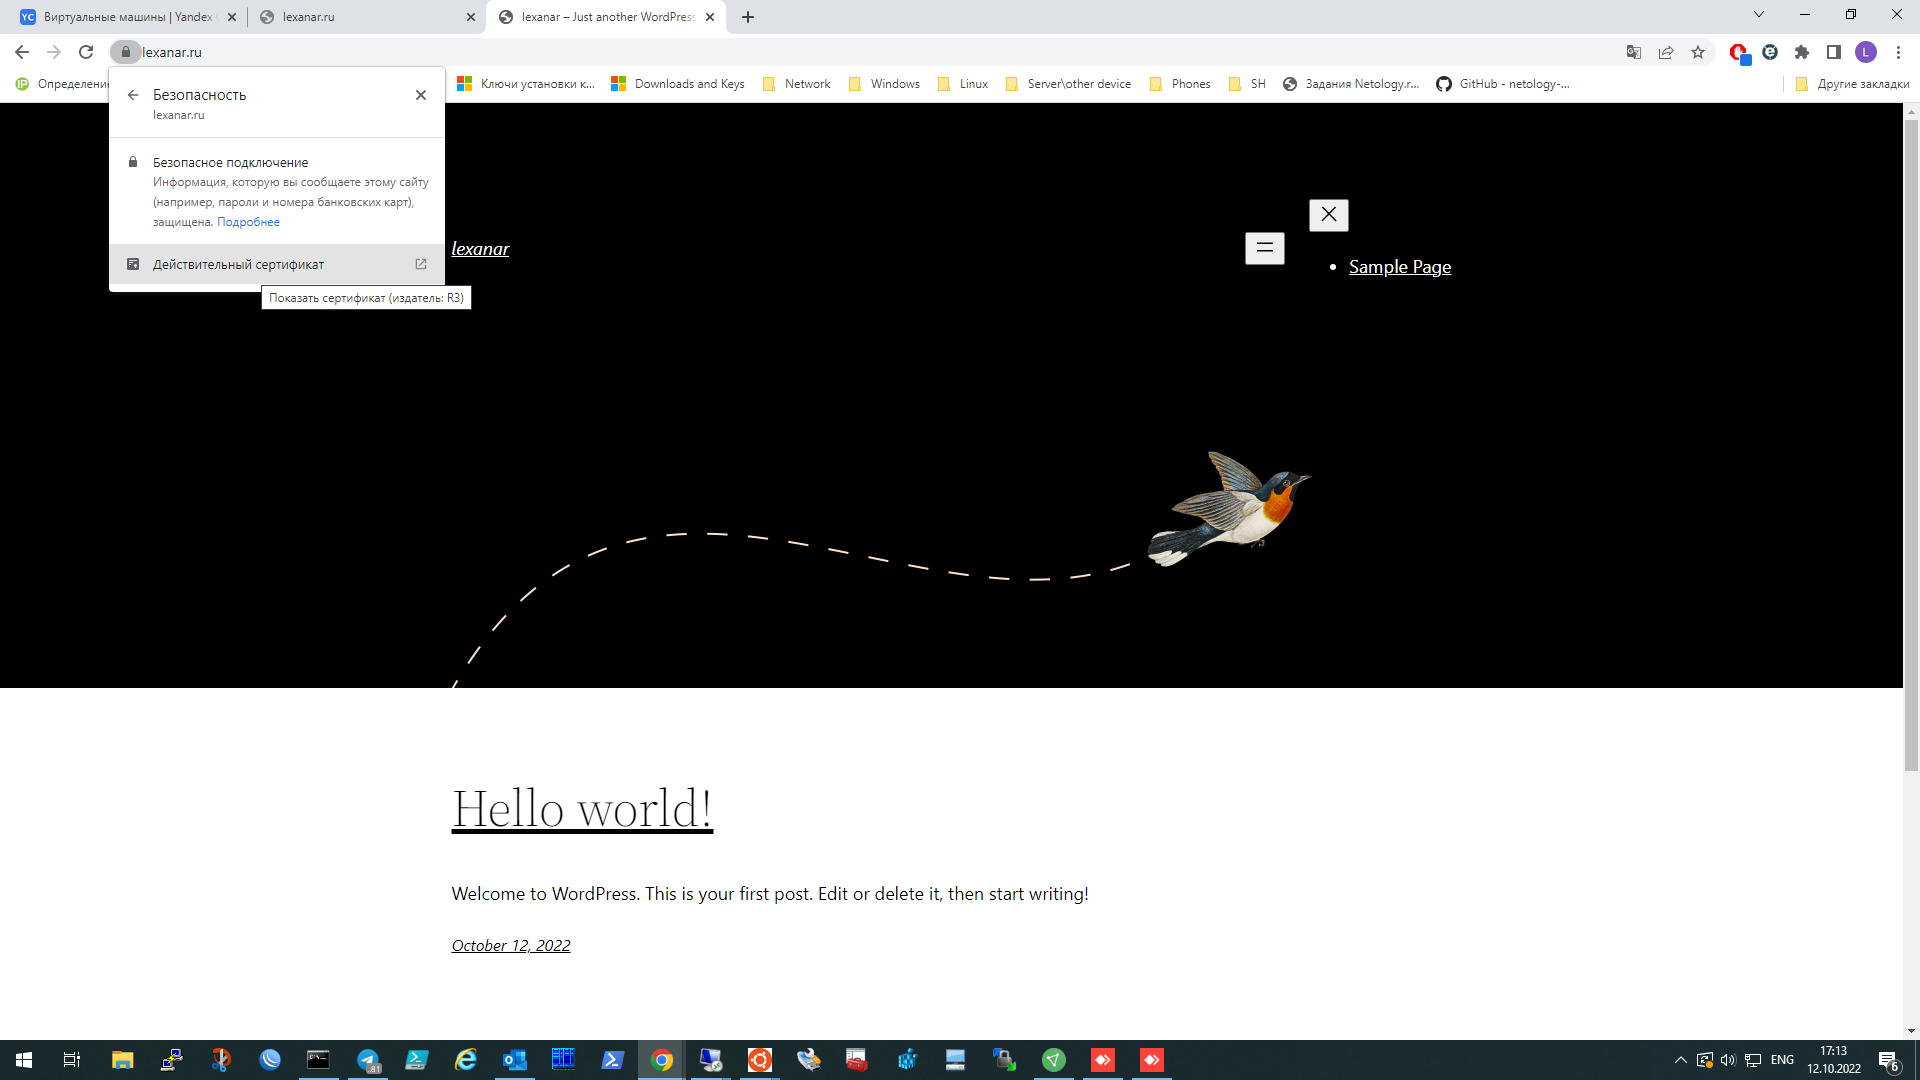 Виртуальные машины | Yandex
lexanar.ru
lexanar – Just another WordPress
lexanar.ru
L
Определени
Ключи установки к...
Downloads and Keys
Network
Windows
Linux
Server\other device
Phones
SH
Задания Netology.r...
GitHub - netology-...
Другие закладки
Безопасность
lexanar.ru
Безопасное подключение
Информация, которую вы сообщаете этому сайту
(например, пароли и номера банковских карт),
защищена. Подробнее
Действительный сертификат
Показать сертификат (издатель: R3)
lexanar
Sample Page
Hello world!
Welcome to WordPress. This is your first post. Edit or delete it, then start writing!
October 12, 2022
ENG
17:13
12.10.2022
6